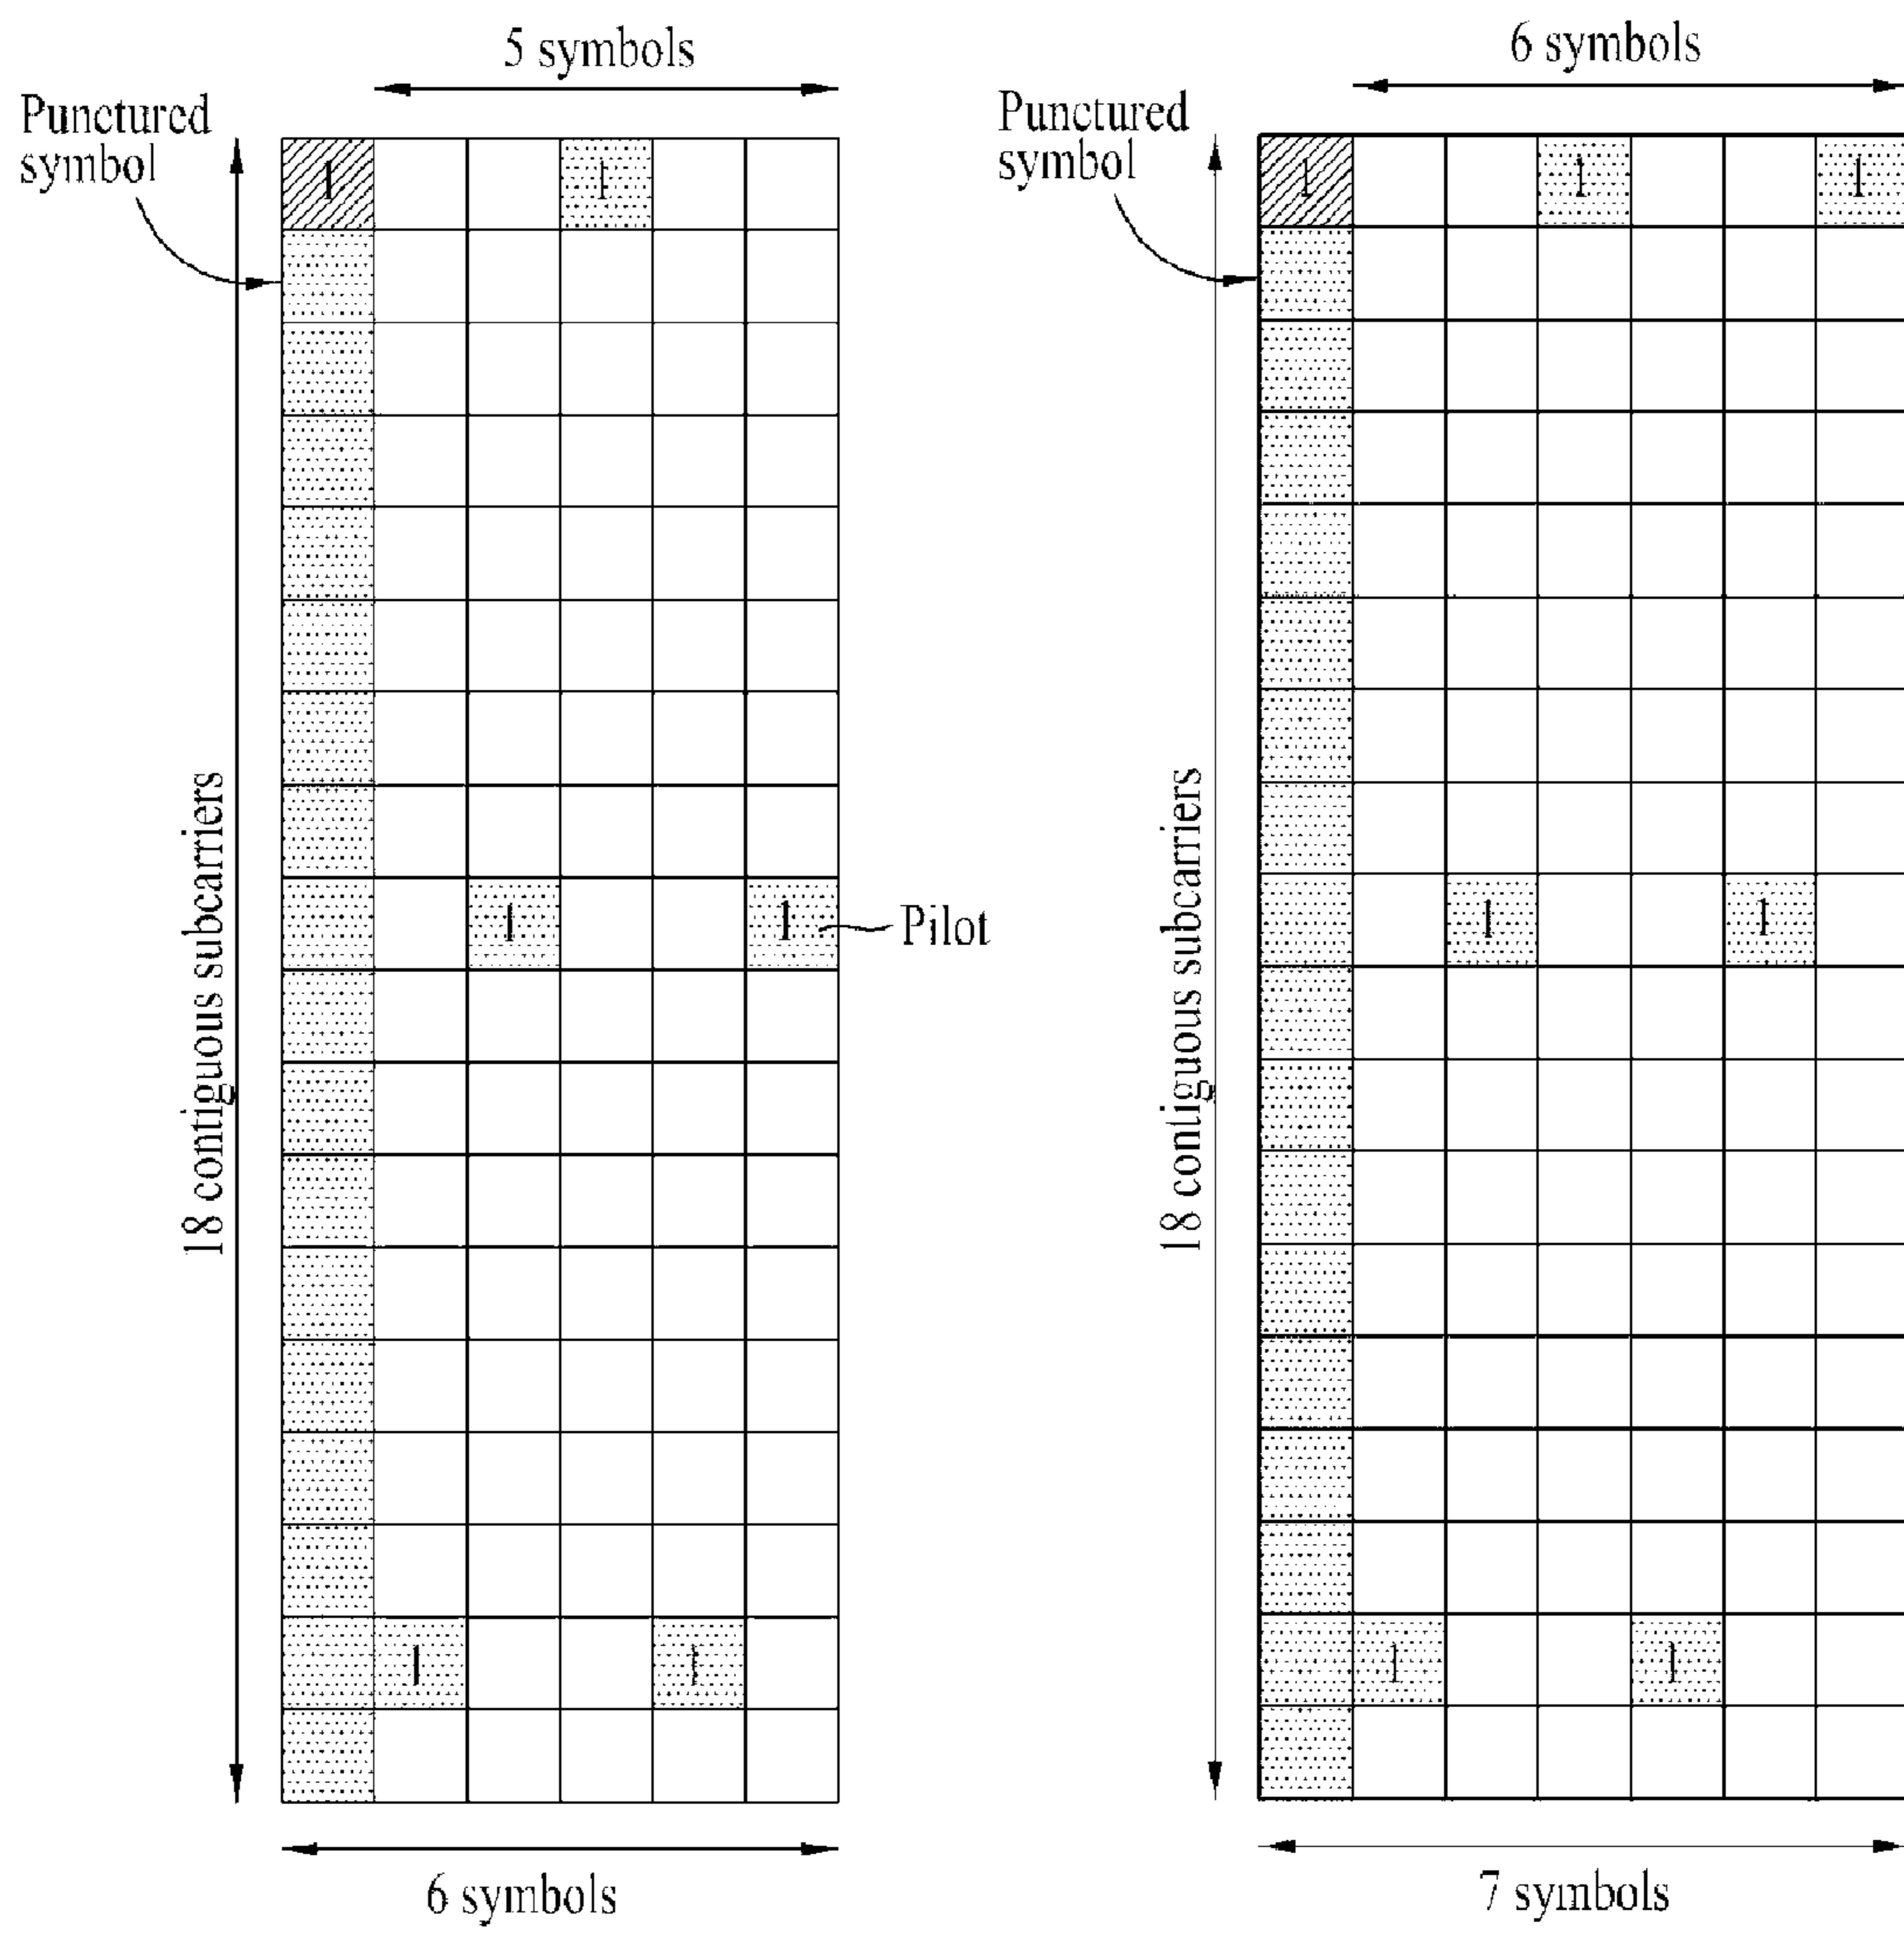 5 symbols
Punctured
symbol
1
1
18 contiguous subcarriers
1
1
Pilot
1
1
6 symbols
6 symbols
Punctured
symbol
1
1
1
18 contiguous subcarriers
1
1
1
1
7 symbols